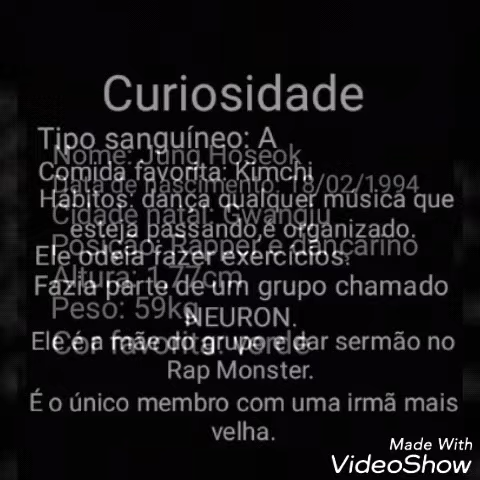 Curiosidade
Tipo sanguíneo: A
Nome: Jung Hoseok
Comida favorita: Kimchi
Data de nascimento: 18/02/1994
Hábitos: dança qualquer música que
Cidade natal: Gwangju
esteja passando,é organizado.
Posição: Rapper e dançarino
Ele odeia fazer exercícios.
Altura: 1,77cm
Fazia parte de um grupo chamado
NEURON.
Peso: 59kg
Ele é a mãe do grupo e dar sermão no
Cor favorita: verde
Rap Monster.
É o único membro com uma irmã mais
velha.
Made With
VideoShow